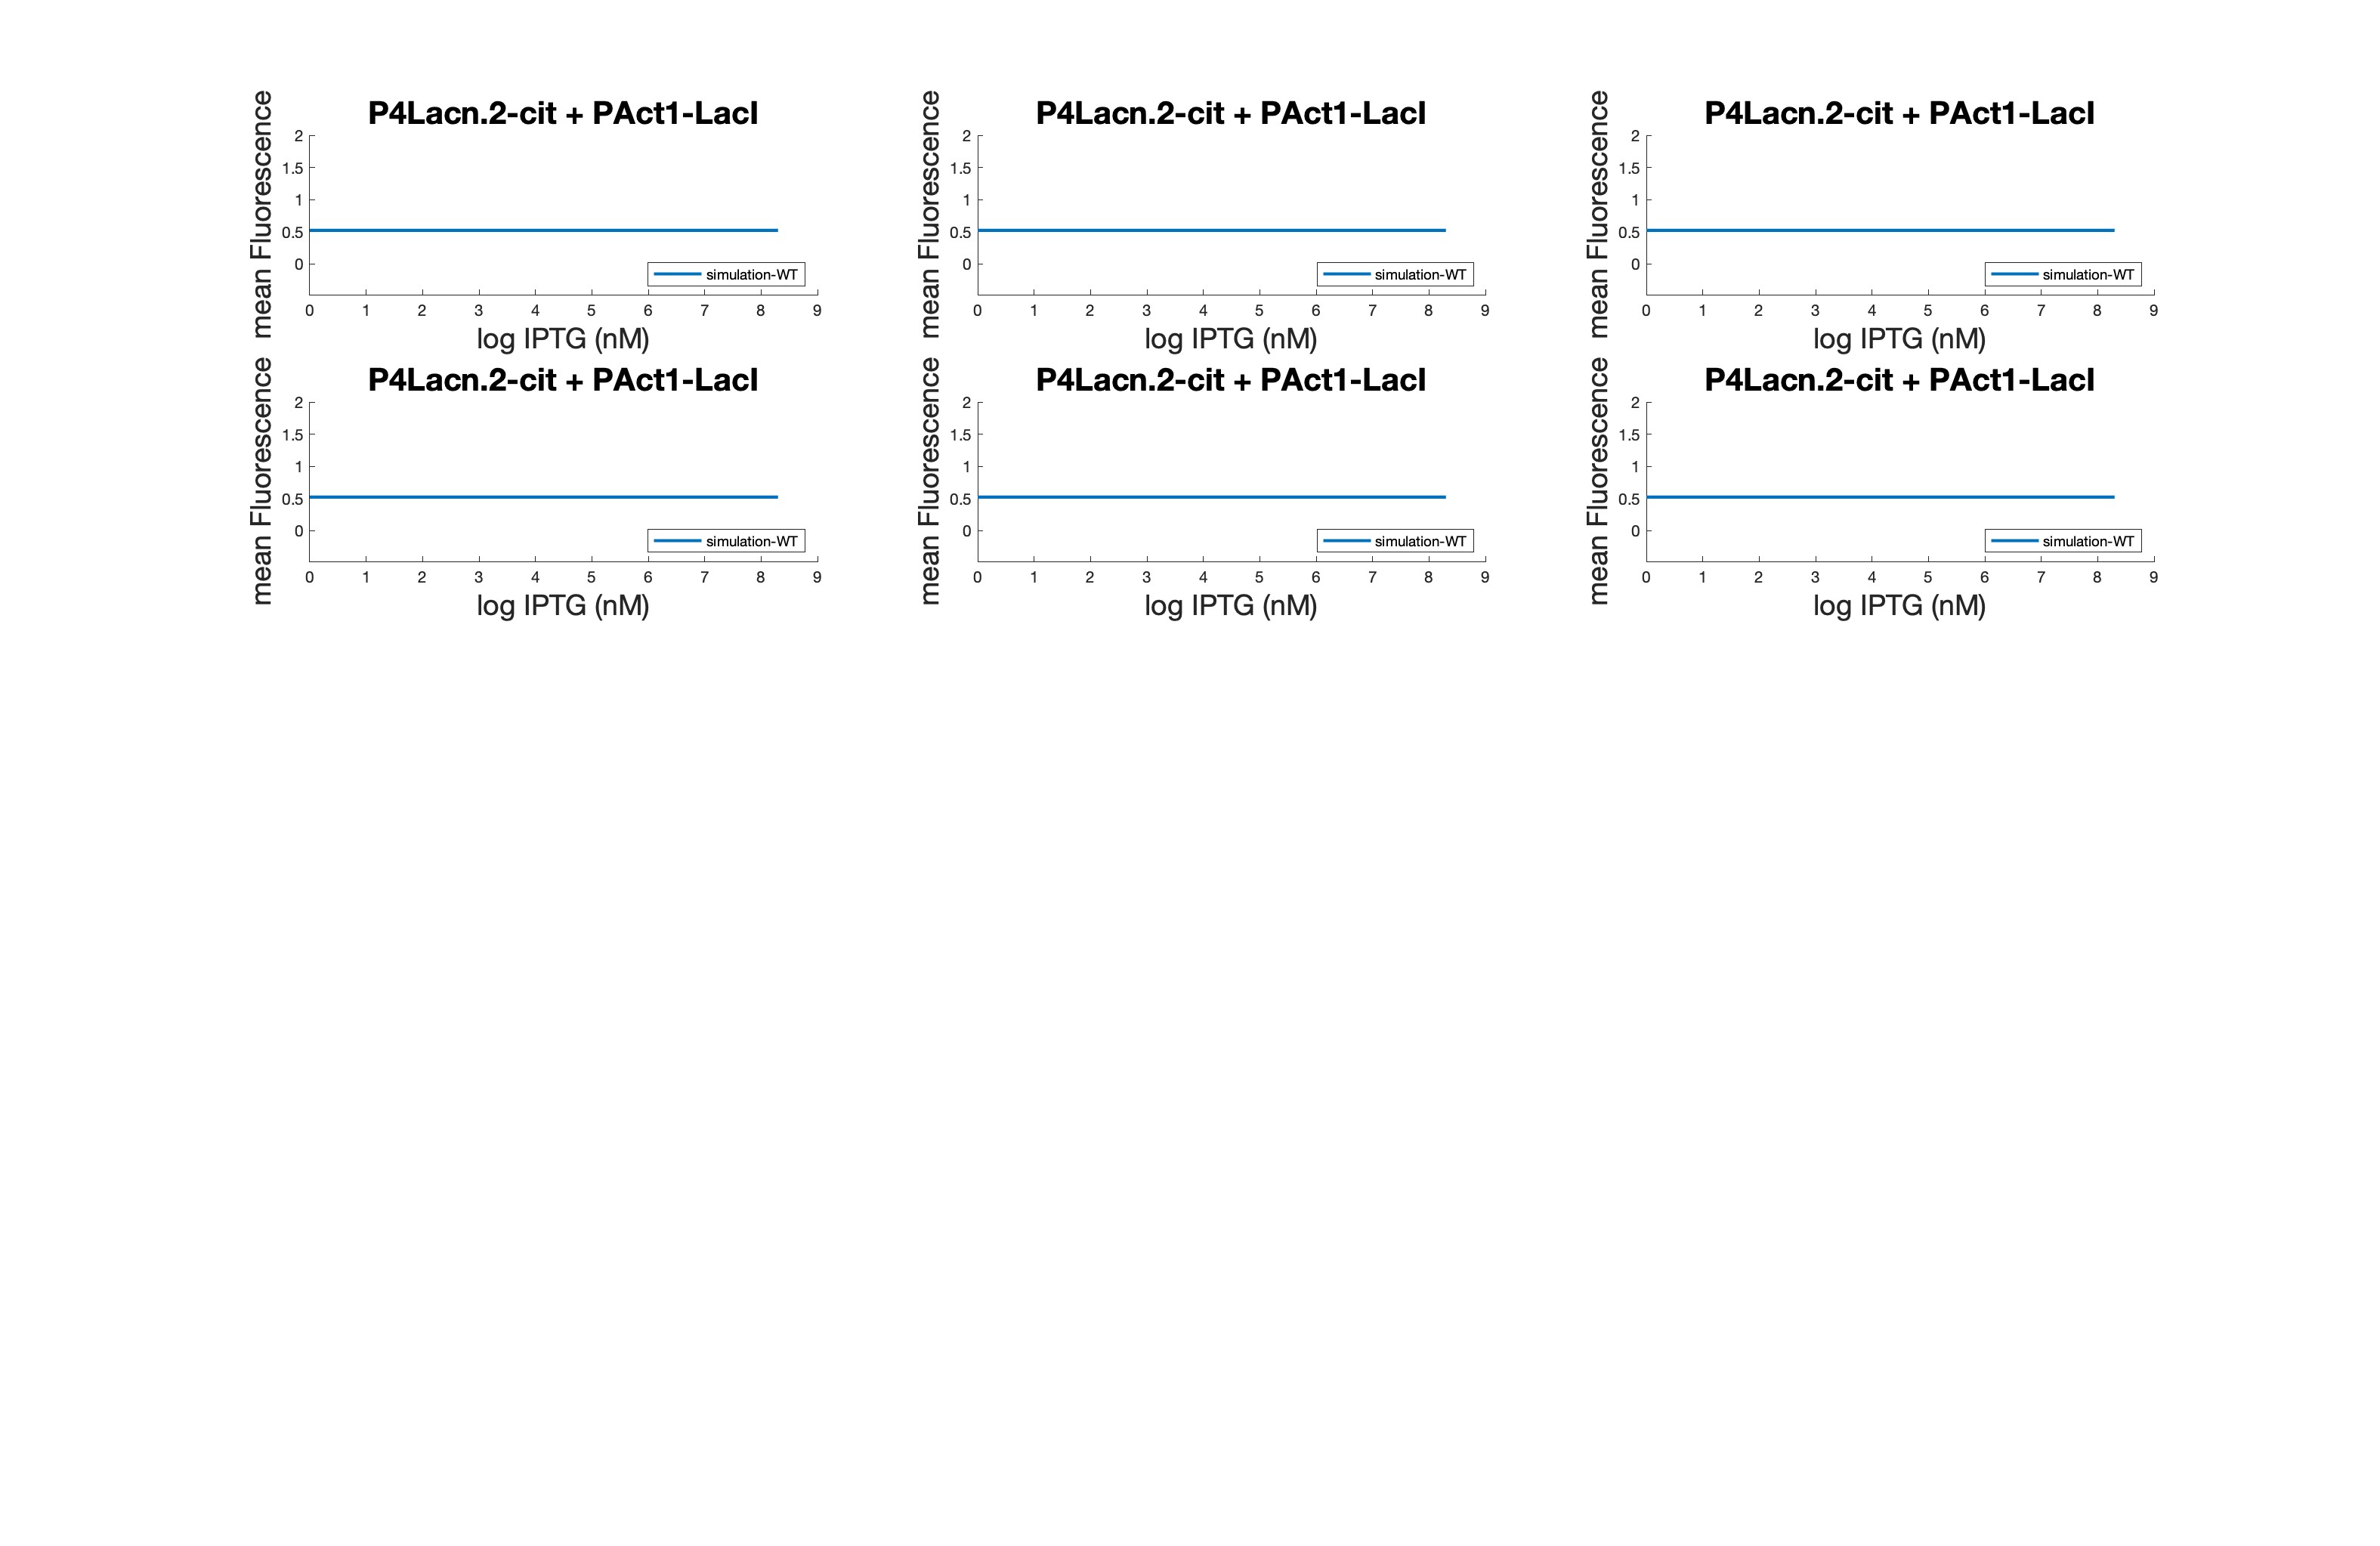 P4Lacn.2-cit + PAct1-LacI
mean Fluorescence
2
1.5
1
0.5
0
simulation-WT
0 1 2 3 4 5 6 7 8 9
log IPTG (nM)
P4Lacn.2-cit + PAct1-LacI
mean Fluorescence
2
1.5
1
0.5
0
simulation-WT
0 1 2 3 4 5 6 7 8 9
log IPTG (nM)
P4Lacn.2-cit + PAct1-LacI
mean Fluorescence
2
1.5
1
0.5
0
simulation-WT
0 1 2 3 4 5 6 7 8 9
log IPTG (nM)
P4Lacn.2-cit + PAct1-LacI
mean Fluorescence
2
1.5
1
0.5
0
simulation-WT
0 1 2 3 4 5 6 7 8 9
log IPTG (nM)
P4Lacn.2-cit + PAct1-LacI
mean Fluorescence
2
1.5
1
0.5
0
simulation-WT
0 1 2 3 4 5 6 7 8 9
log IPTG (nM)
P4Lacn.2-cit + PAct1-LacI
mean Fluorescence
2
1.5
1
0.5
0
simulation-WT
0 1 2 3 4 5 6 7 8 9
log IPTG (nM)